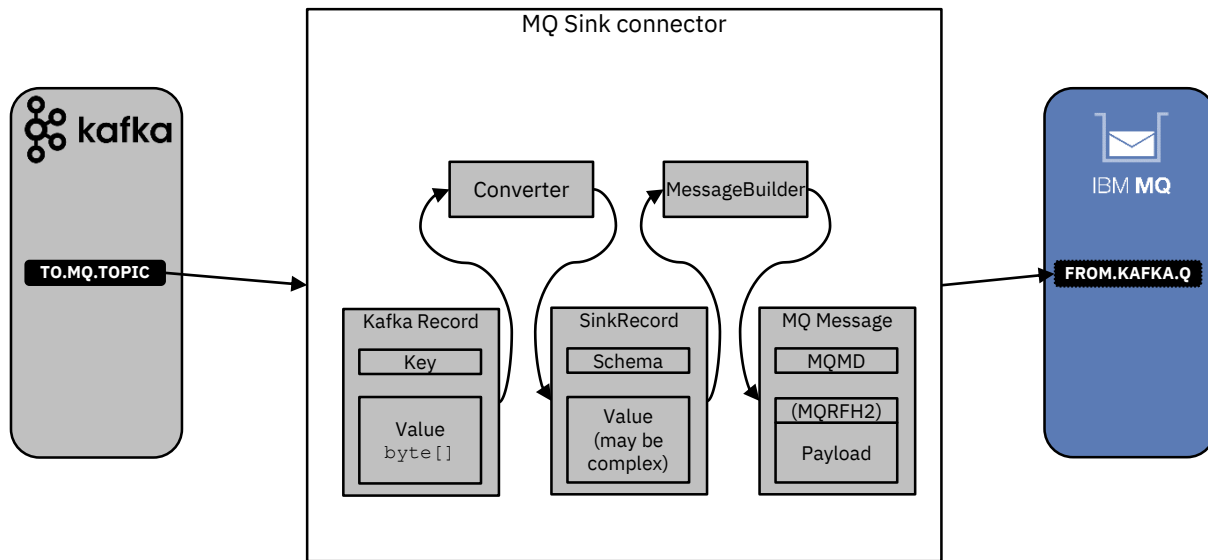 MQ Sink connector
kafka
TO.MQ.TOPIC
Converter
MessageBuilder
Kafka Record
Key
Value
byte[]
SinkRecord
Schema
Value
(may be
complex)
MQ Message
MQMD
(MQRFH2)
Payload
IBM MQ
FROM.KAFKA.Q